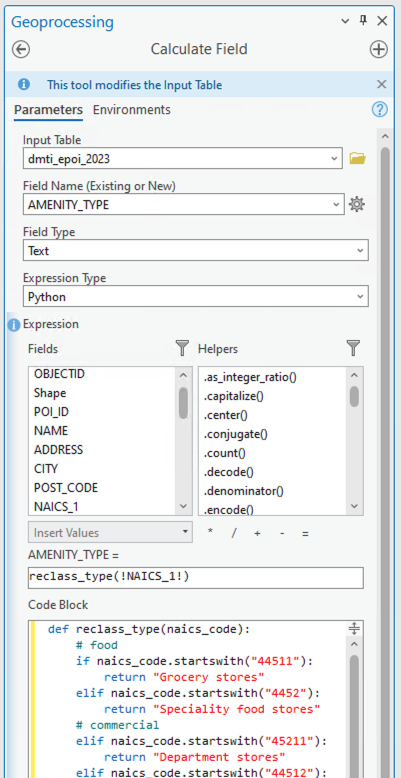 Geoprocessing
Calculate Field
This tool modifies the Input Table
Parameters Environments
Input Table
dmti_epoi_2023
Field Name (Existing or New)
AMENITY_TYPE
Field Type
Text
Expression Type
Python
Expression
Fields
Helpers
OBJECTID
Shape
POI_ID
NAME
ADDRESS
CITY
POST_CODE
NAICS_1
.as_integer_ratio()
.capitalize()
.center()
.conjugate()
.count()
.decode()
.denominator()
.encode()
Insert Values
* / + - =
AMENITY_TYPE =
reclass_type(!NAICS_1!)
Code Block
def reclass_type(naics_code):
# food
if naics_code.startswith("44511"):
return "Grocery stores"
elif naics_code.startswith("4452"):
return "Speciality food stores"
# commercial
elif naics_code.startswith("45211"):
return "Department stores"
elif naics_code.startswith("44512"):